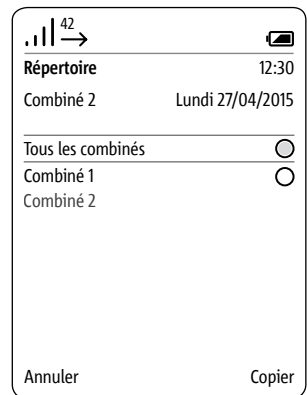 42
Répertoire 12:30
Combiné 2 Lundi 27/04/2015
Tous les combinés
Combiné 1
Combiné 2
Annuler Copier